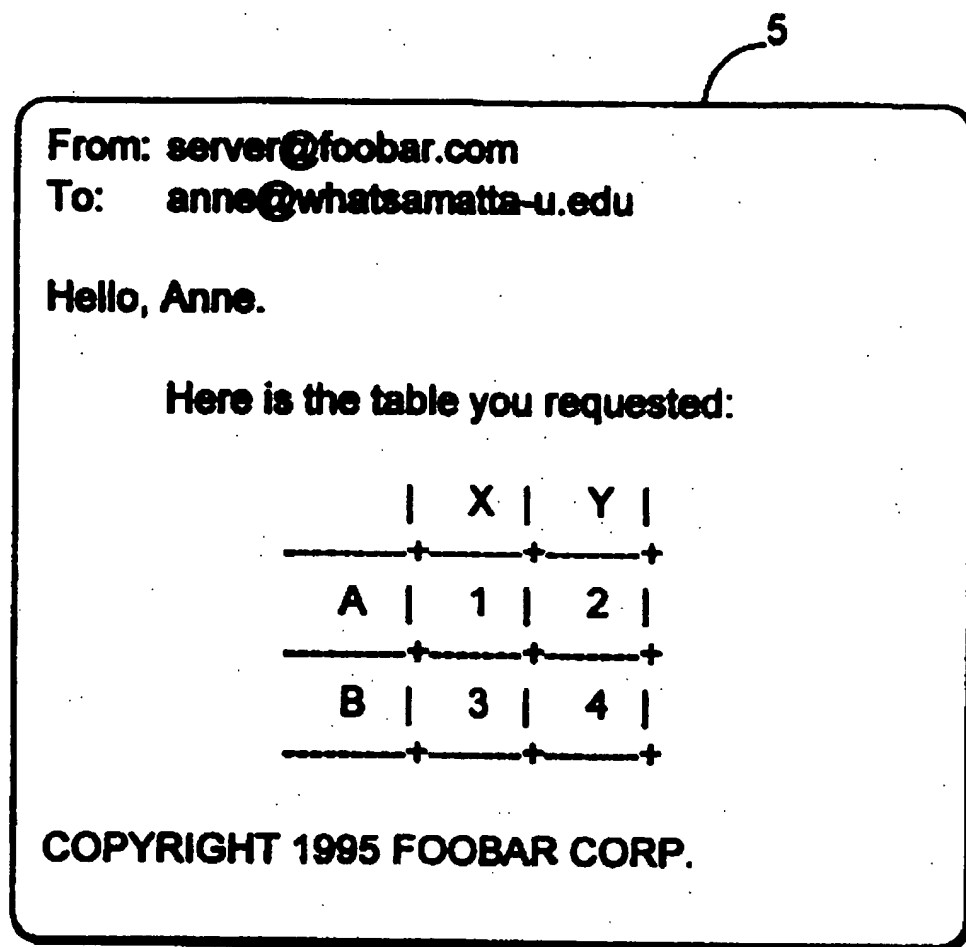 5
From: server@foobar.com
To: anne@whatsamatta-u.edu
Hello, Anne.
Here is the table you requested:
| X | Y |
-------+------+------+
A | 1 | 2 |
-------+------+------+
B | 3 | 4 |
-------+------+------+
COPYRIGHT 1995 FOOBAR CORP.